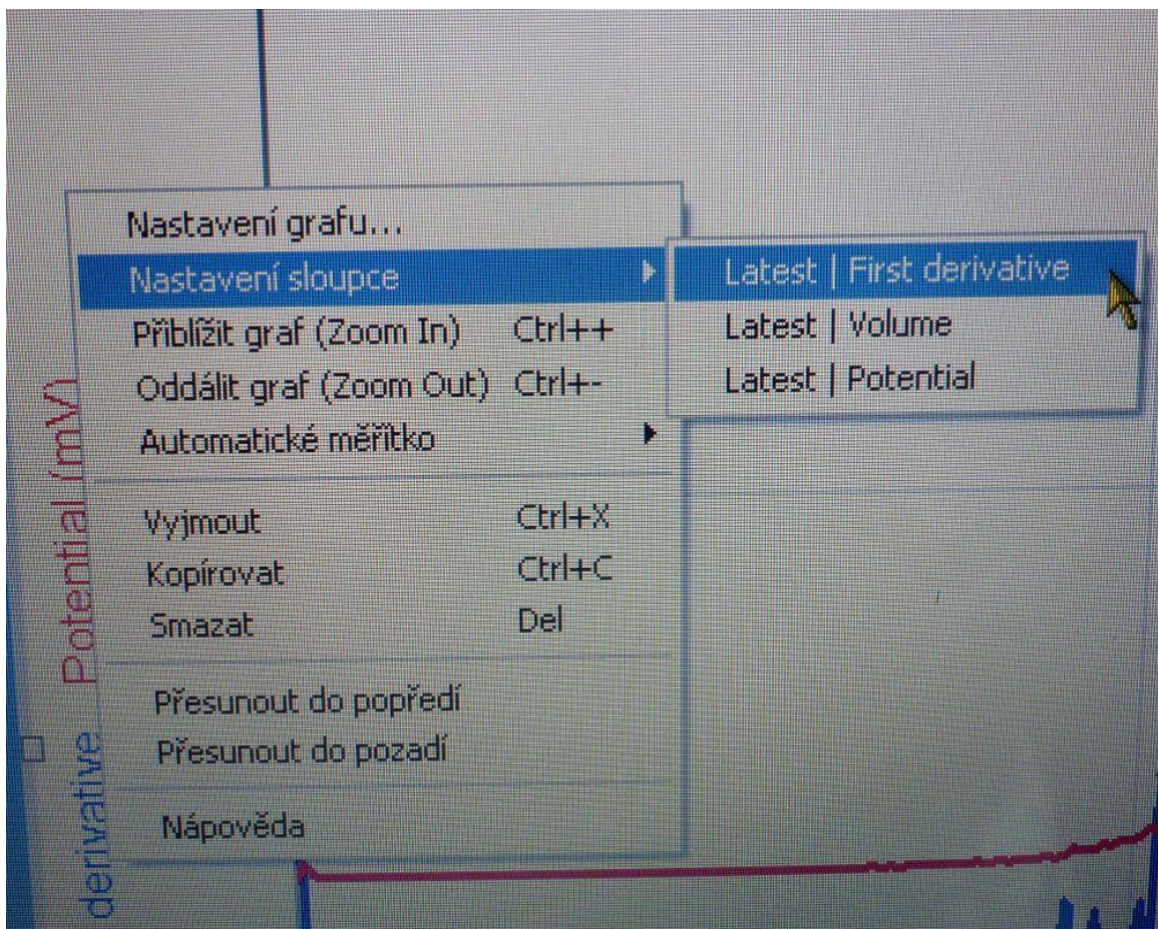 Nastavení grafu...
Nastavení sloupce
Přiblížit graf (Zoom In) Ctrl++
Oddálit graf (Zoom Out) Ctrl+-
Automatické měřítko
Vyjmout Ctrl+X
Kopírovat Ctrl+C
Smazat Del
Přesunout do popředí
Přesunout do pozadí
Nápověda
Latest | First derivative
Latest | Volume
Latest | Potential
Potential (mV)
derivative